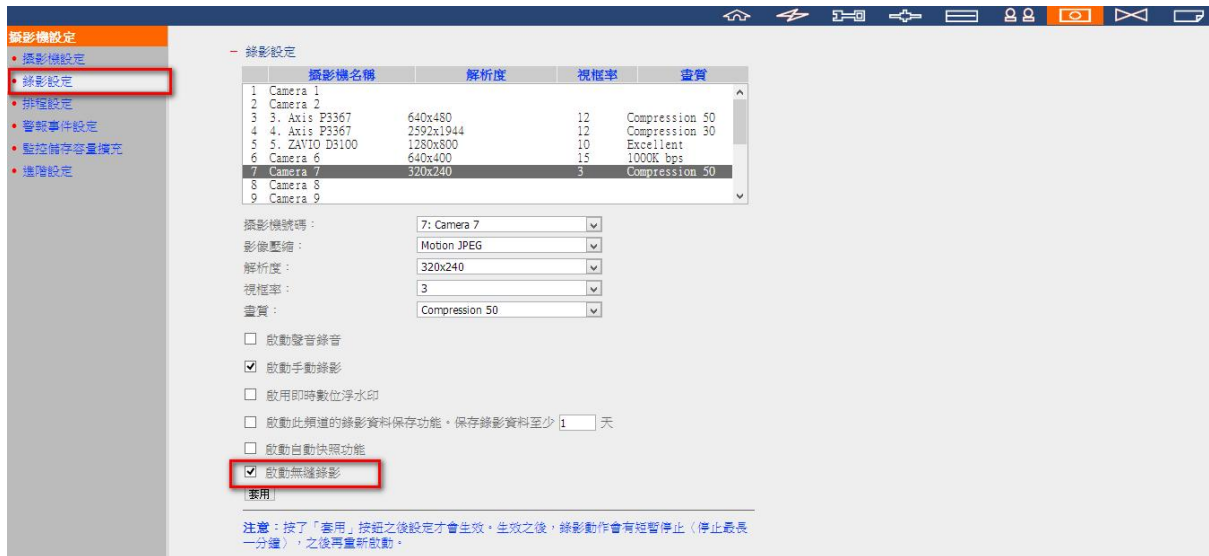 攝影機設定
• 攝影機設定
• 錄影設定
• 排程設定
• 警報事件設定
• 監控儲存容量擴充
• 進階設定
− 錄影設定
攝影機名稱 解析度 視框率 畫質
1 Camera 1
2 Camera 2
3 3. Axis P3367 640x480 12 Compression 50
4 4. Axis P3367 2592x1944 12 Compression 30
5 5. ZAVIO D3100 1280x800 10 Excellent
6 Camera 6 640x400 15 1000K bps
7 Camera 7 320x240 3 Compression 50
8 Camera 8
9 Camera 9
攝影機號碼： 7: Camera 7
影像壓縮： Motion JPEG
解析度： 320x240
視框率： 3
畫質： Compression 50
啟動聲音錄音
啟動手動錄影
啟用即時數位浮水印
啟動此頻道的錄影資料保存功能。保存錄影資料至少 1 天
啟動自動快照功能
啟動無縫錄影
套用
注意：按了「套用」按鈕之後設定才會生效。生效之後，錄影動作會有短暫停止（停止最長
一分鐘），之後再重新啟動。